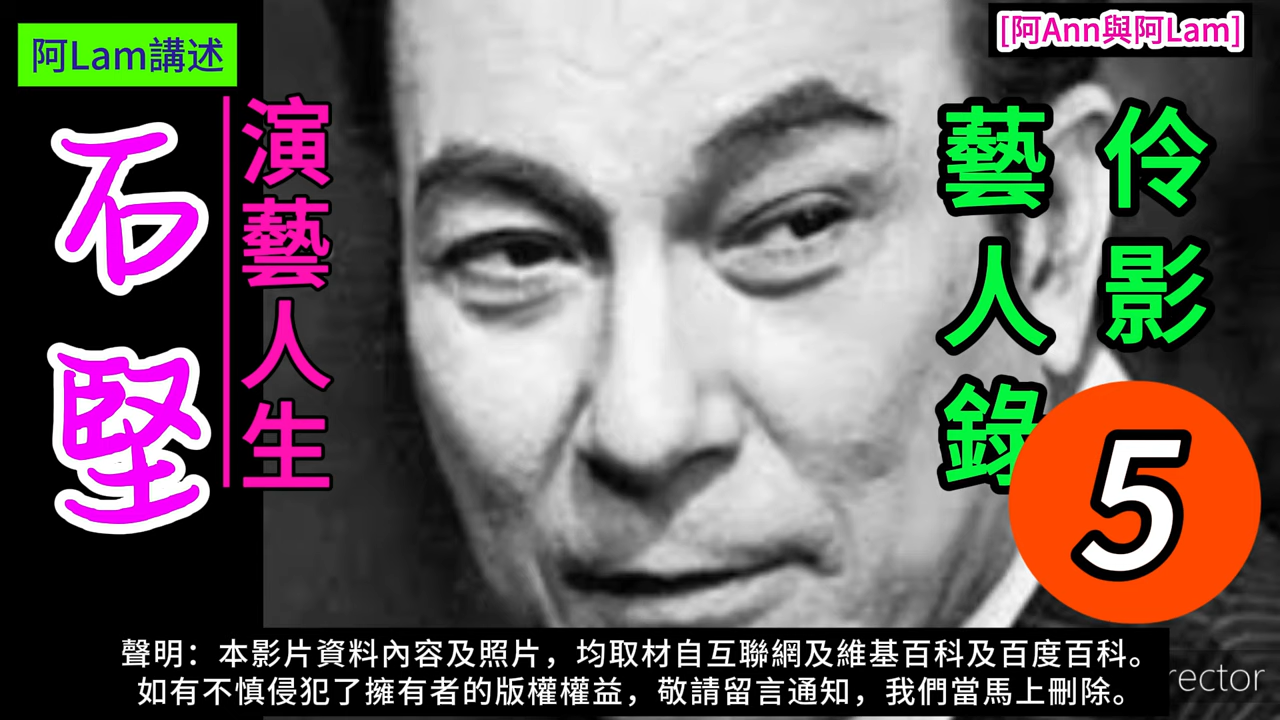 阿Lam講述
[阿Ann與阿Lam]
石堅
演藝人生
伶影
藝人錄
5
聲明：本影片資料內容及照片，均取材自互聯網及維基百科及百度百科。
如有不慎侵犯了擁有者的版權權益，敬請留言通知，我們當馬上刪除。
rector